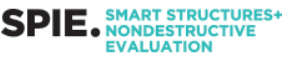 SPIE. SMART STRUCTURES+
NONDESTRUCTIVE
EVALUATION